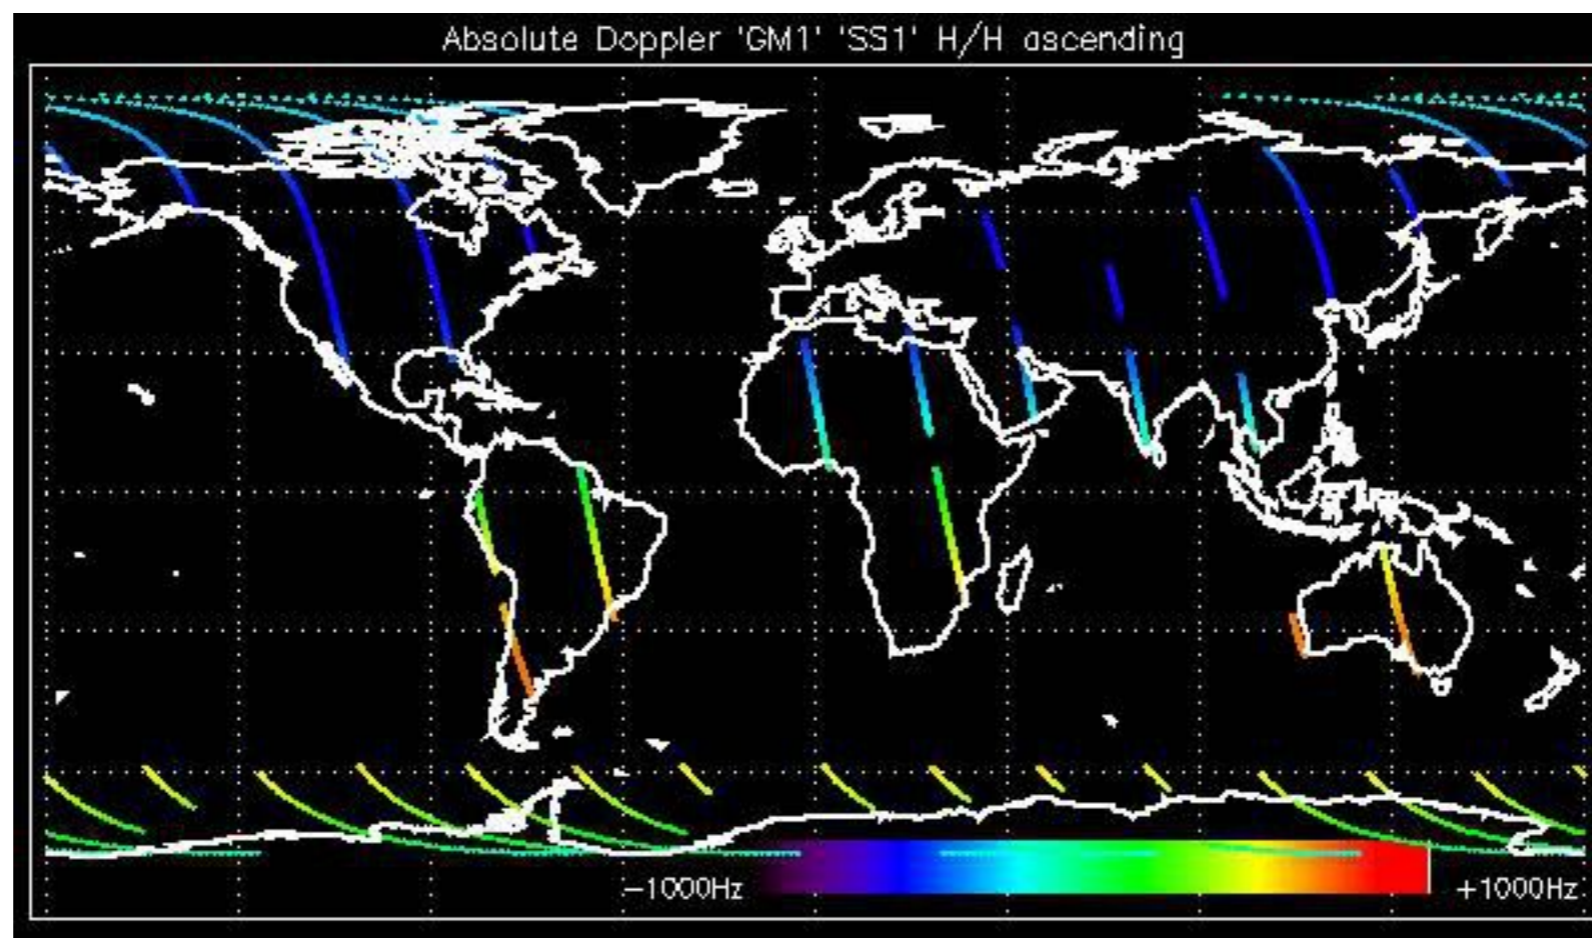 Absolute Doppler 'GM1' 'SS1' H/H ascending
−1000Hz
+1000Hz